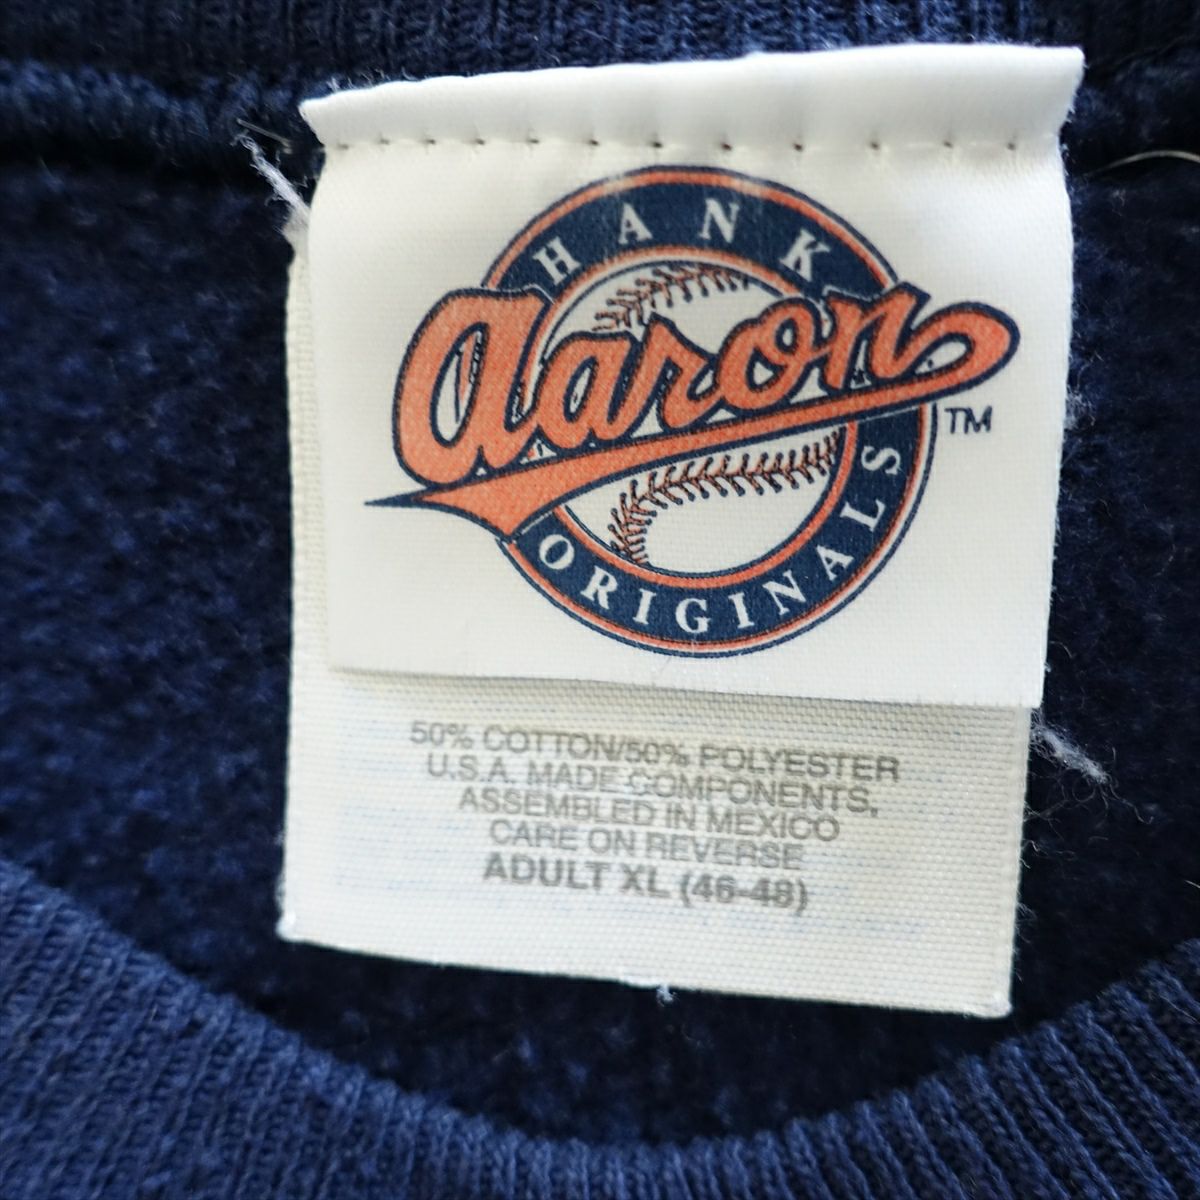 HANK
Aaron
TM
ORIGINALS
50% COTTON/50% POLYESTER
U.S.A. MADE COMPONENTS,
ASSEMBLED IN MEXICO
CARE ON REVERSE
ADULT XL (46-48)